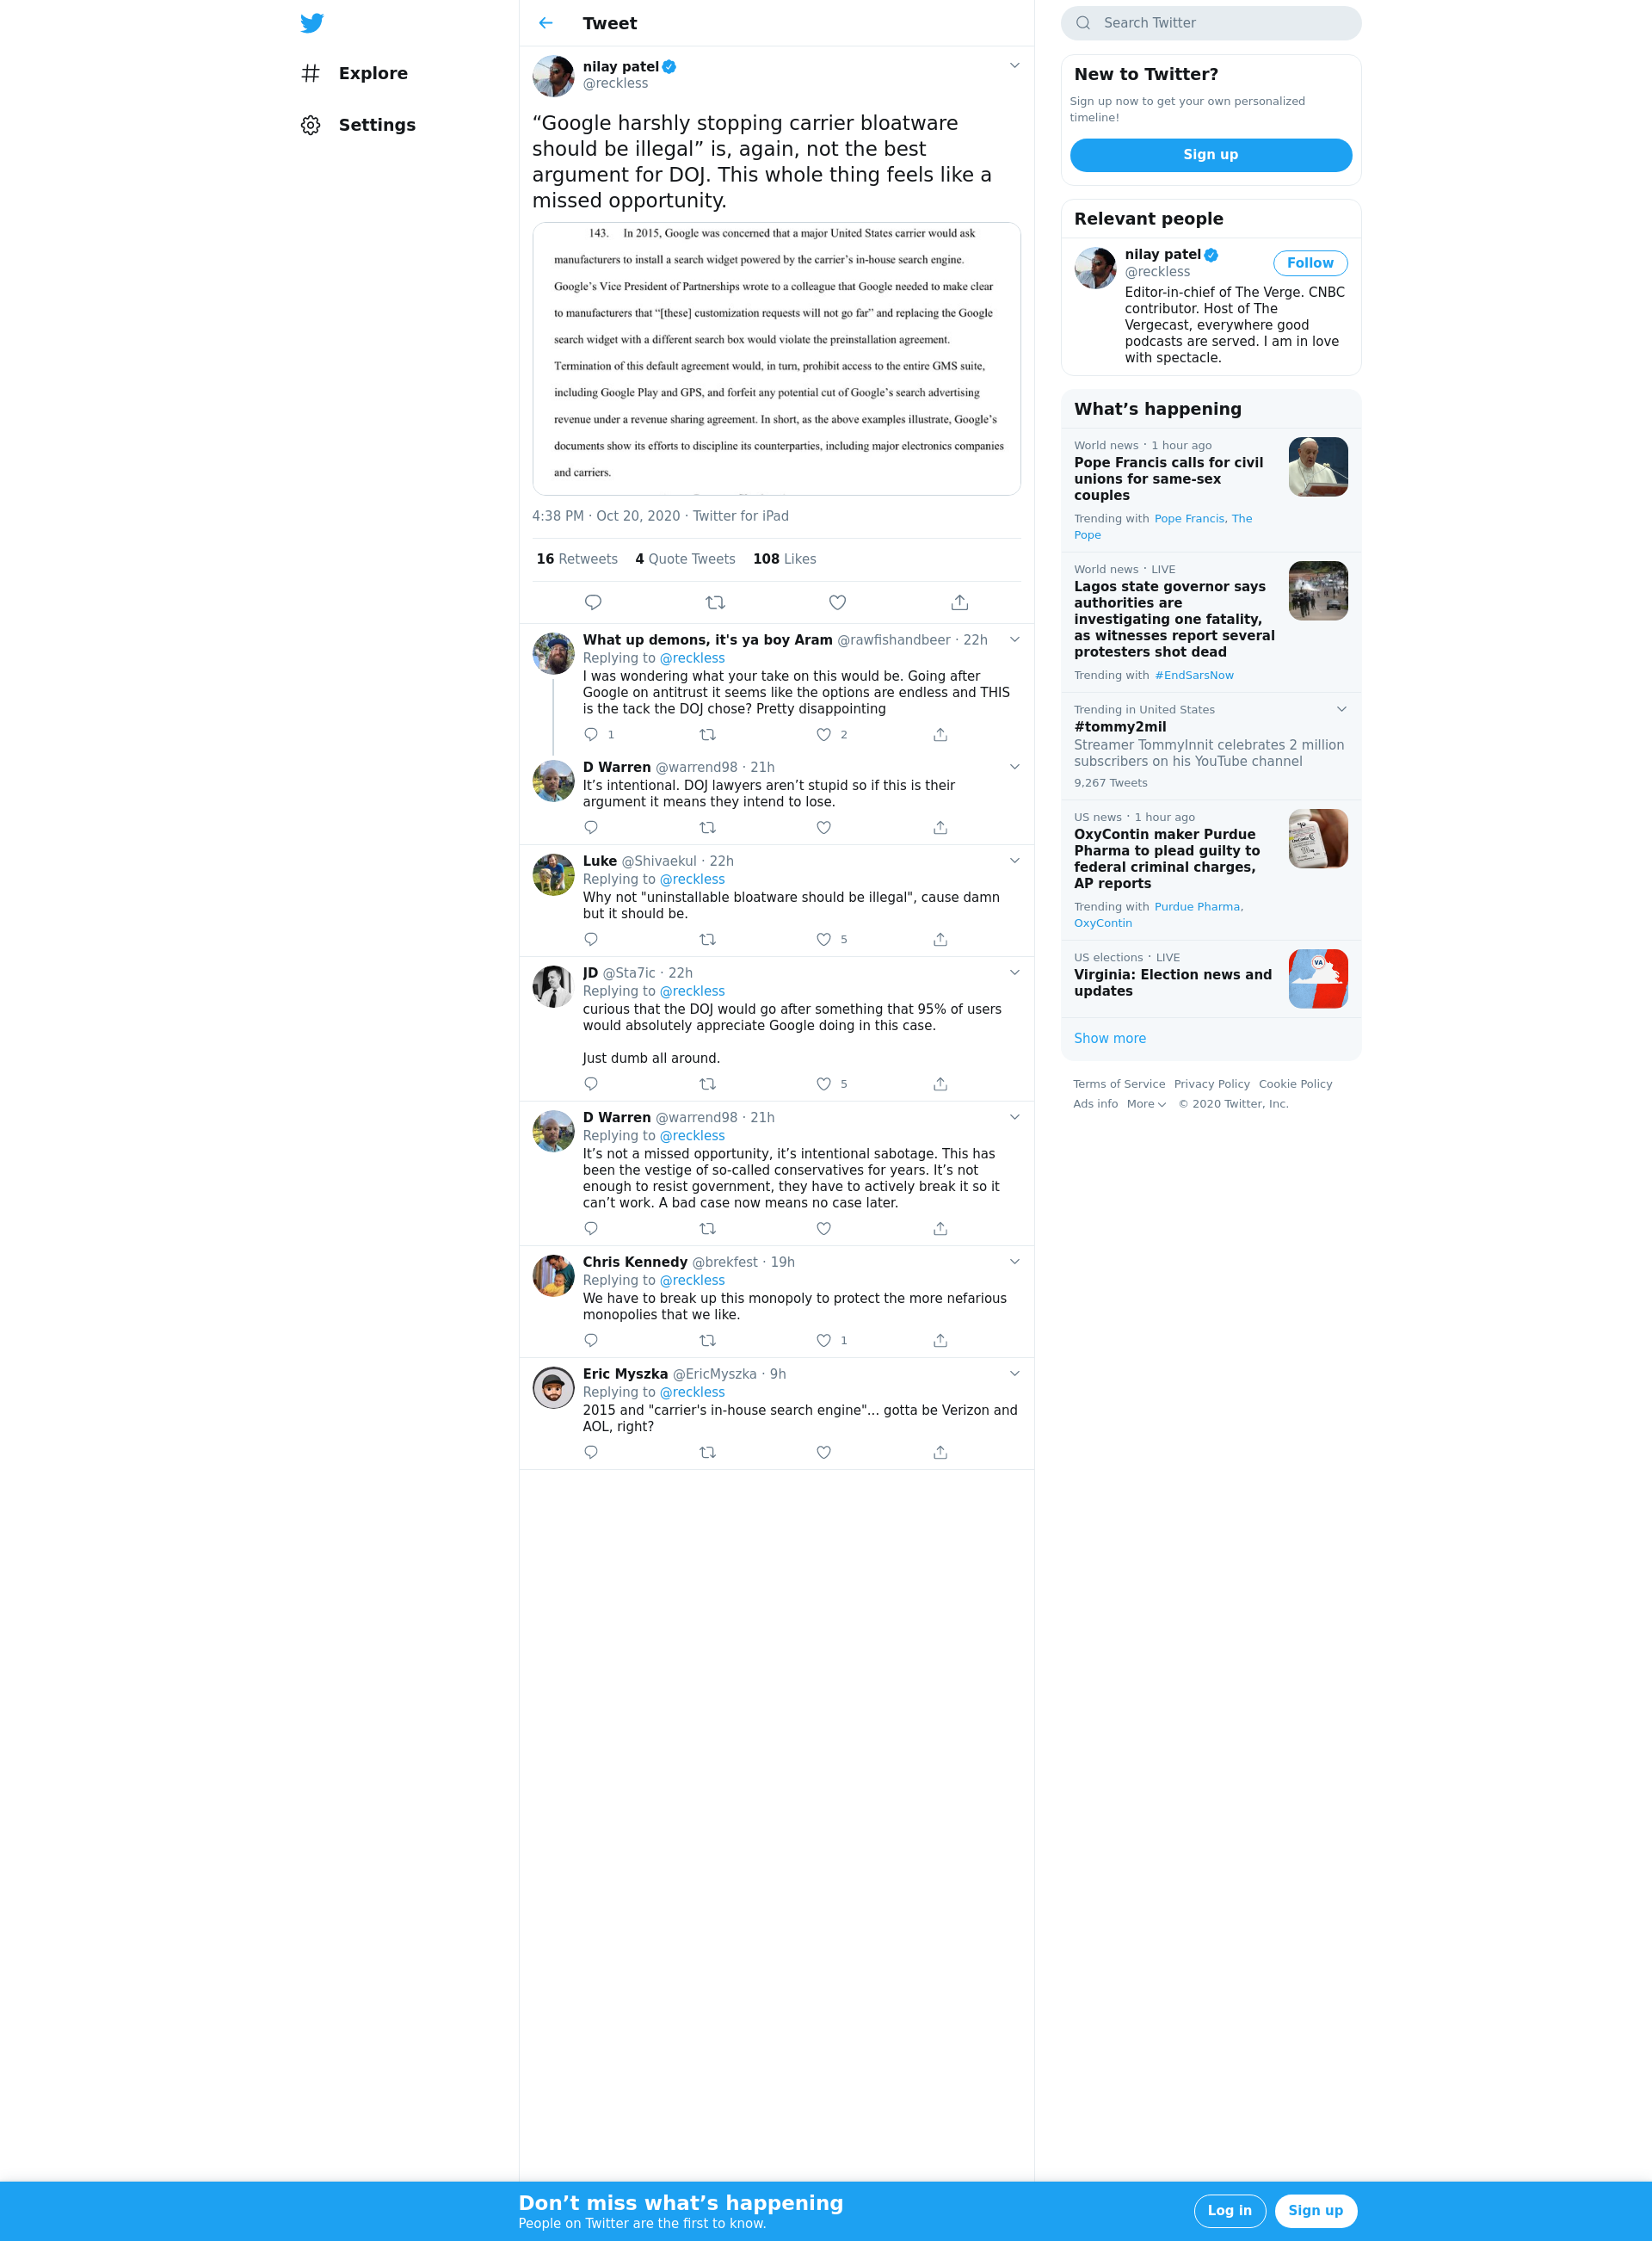 Explore
Settings
Tweet
nilay patel
@reckless
“Google harshly stopping carrier bloatware
should be illegal” is, again, not the best
argument for DOJ. This whole thing feels like a
missed opportunity.
143. In 2015, Google was concerned that a major United States carrier would ask
manufacturers to install a search widget powered by the carrier’s in-house search engine.
Google’s Vice President of Partnerships wrote to a colleague that Google needed to make clear
to manufacturers that “[these] customization requests will not go far” and replacing the Google
search widget with a different search box would violate the preinstallation agreement.
Termination of this default agreement would, in turn, prohibit access to the entire GMS suite,
including Google Play and GPS, and forfeit any potential cut of Google’s search advertising
revenue under a revenue sharing agreement. In short, as the above examples illustrate, Google’s
documents show its efforts to discipline its counterparties, including major electronics companies
and carriers.
4:38 PM · Oct 20, 2020 · Twitter for iPad
16 Retweets 4 Quote Tweets 108 Likes
What up demons, it's ya boy Aram @rawfishandbeer · 22h
Replying to @reckless
I was wondering what your take on this would be. Going after
Google on antitrust it seems like the options are endless and THIS
is the tack the DOJ chose? Pretty disappointing
1 2
D Warren @warrend98 · 21h
It’s intentional. DOJ lawyers aren’t stupid so if this is their
argument it means they intend to lose.
Luke @Shivaekul · 22h
Replying to @reckless
Why not "uninstallable bloatware should be illegal", cause damn
but it should be.
5
JD @Sta7ic · 22h
Replying to @reckless
curious that the DOJ would go after something that 95% of users
would absolutely appreciate Google doing in this case.
Just dumb all around.
5
D Warren @warrend98 · 21h
Replying to @reckless
It’s not a missed opportunity, it’s intentional sabotage. This has
been the vestige of so-called conservatives for years. It’s not
enough to resist government, they have to actively break it so it
can’t work. A bad case now means no case later.
Chris Kennedy @brekfest · 19h
Replying to @reckless
We have to break up this monopoly to protect the more nefarious
monopolies that we like.
1
Eric Myszka @EricMyszka · 9h
Replying to @reckless
2015 and "carrier's in-house search engine"... gotta be Verizon and
AOL, right?
Search Twitter
New to Twitter?
Sign up now to get your own personalized
timeline!
Sign up
Relevant people
nilay patel
@reckless
Follow
Editor-in-chief of The Verge. CNBC
contributor. Host of The
Vergecast, everywhere good
podcasts are served. I am in love
with spectacle.
What’s happening
World news · 1 hour ago
Pope Francis calls for civil
unions for same-sex
couples
Trending with Pope Francis, The
Pope
World news · LIVE
Lagos state governor says
authorities are
investigating one fatality,
as witnesses report several
protesters shot dead
Trending with #EndSarsNow
Trending in United States
#tommy2mil
Streamer TommyInnit celebrates 2 million
subscribers on his YouTube channel
9,267 Tweets
US news · 1 hour ago
OxyContin maker Purdue
Pharma to plead guilty to
federal criminal charges,
AP reports
Trending with Purdue Pharma,
OxyContin
US elections · LIVE
Virginia: Election news and
updates
VA
Show more
Terms of Service Privacy Policy Cookie Policy
Ads info More © 2020 Twitter, Inc.
Don’t miss what’s happening
People on Twitter are the first to know.
Log in
Sign up